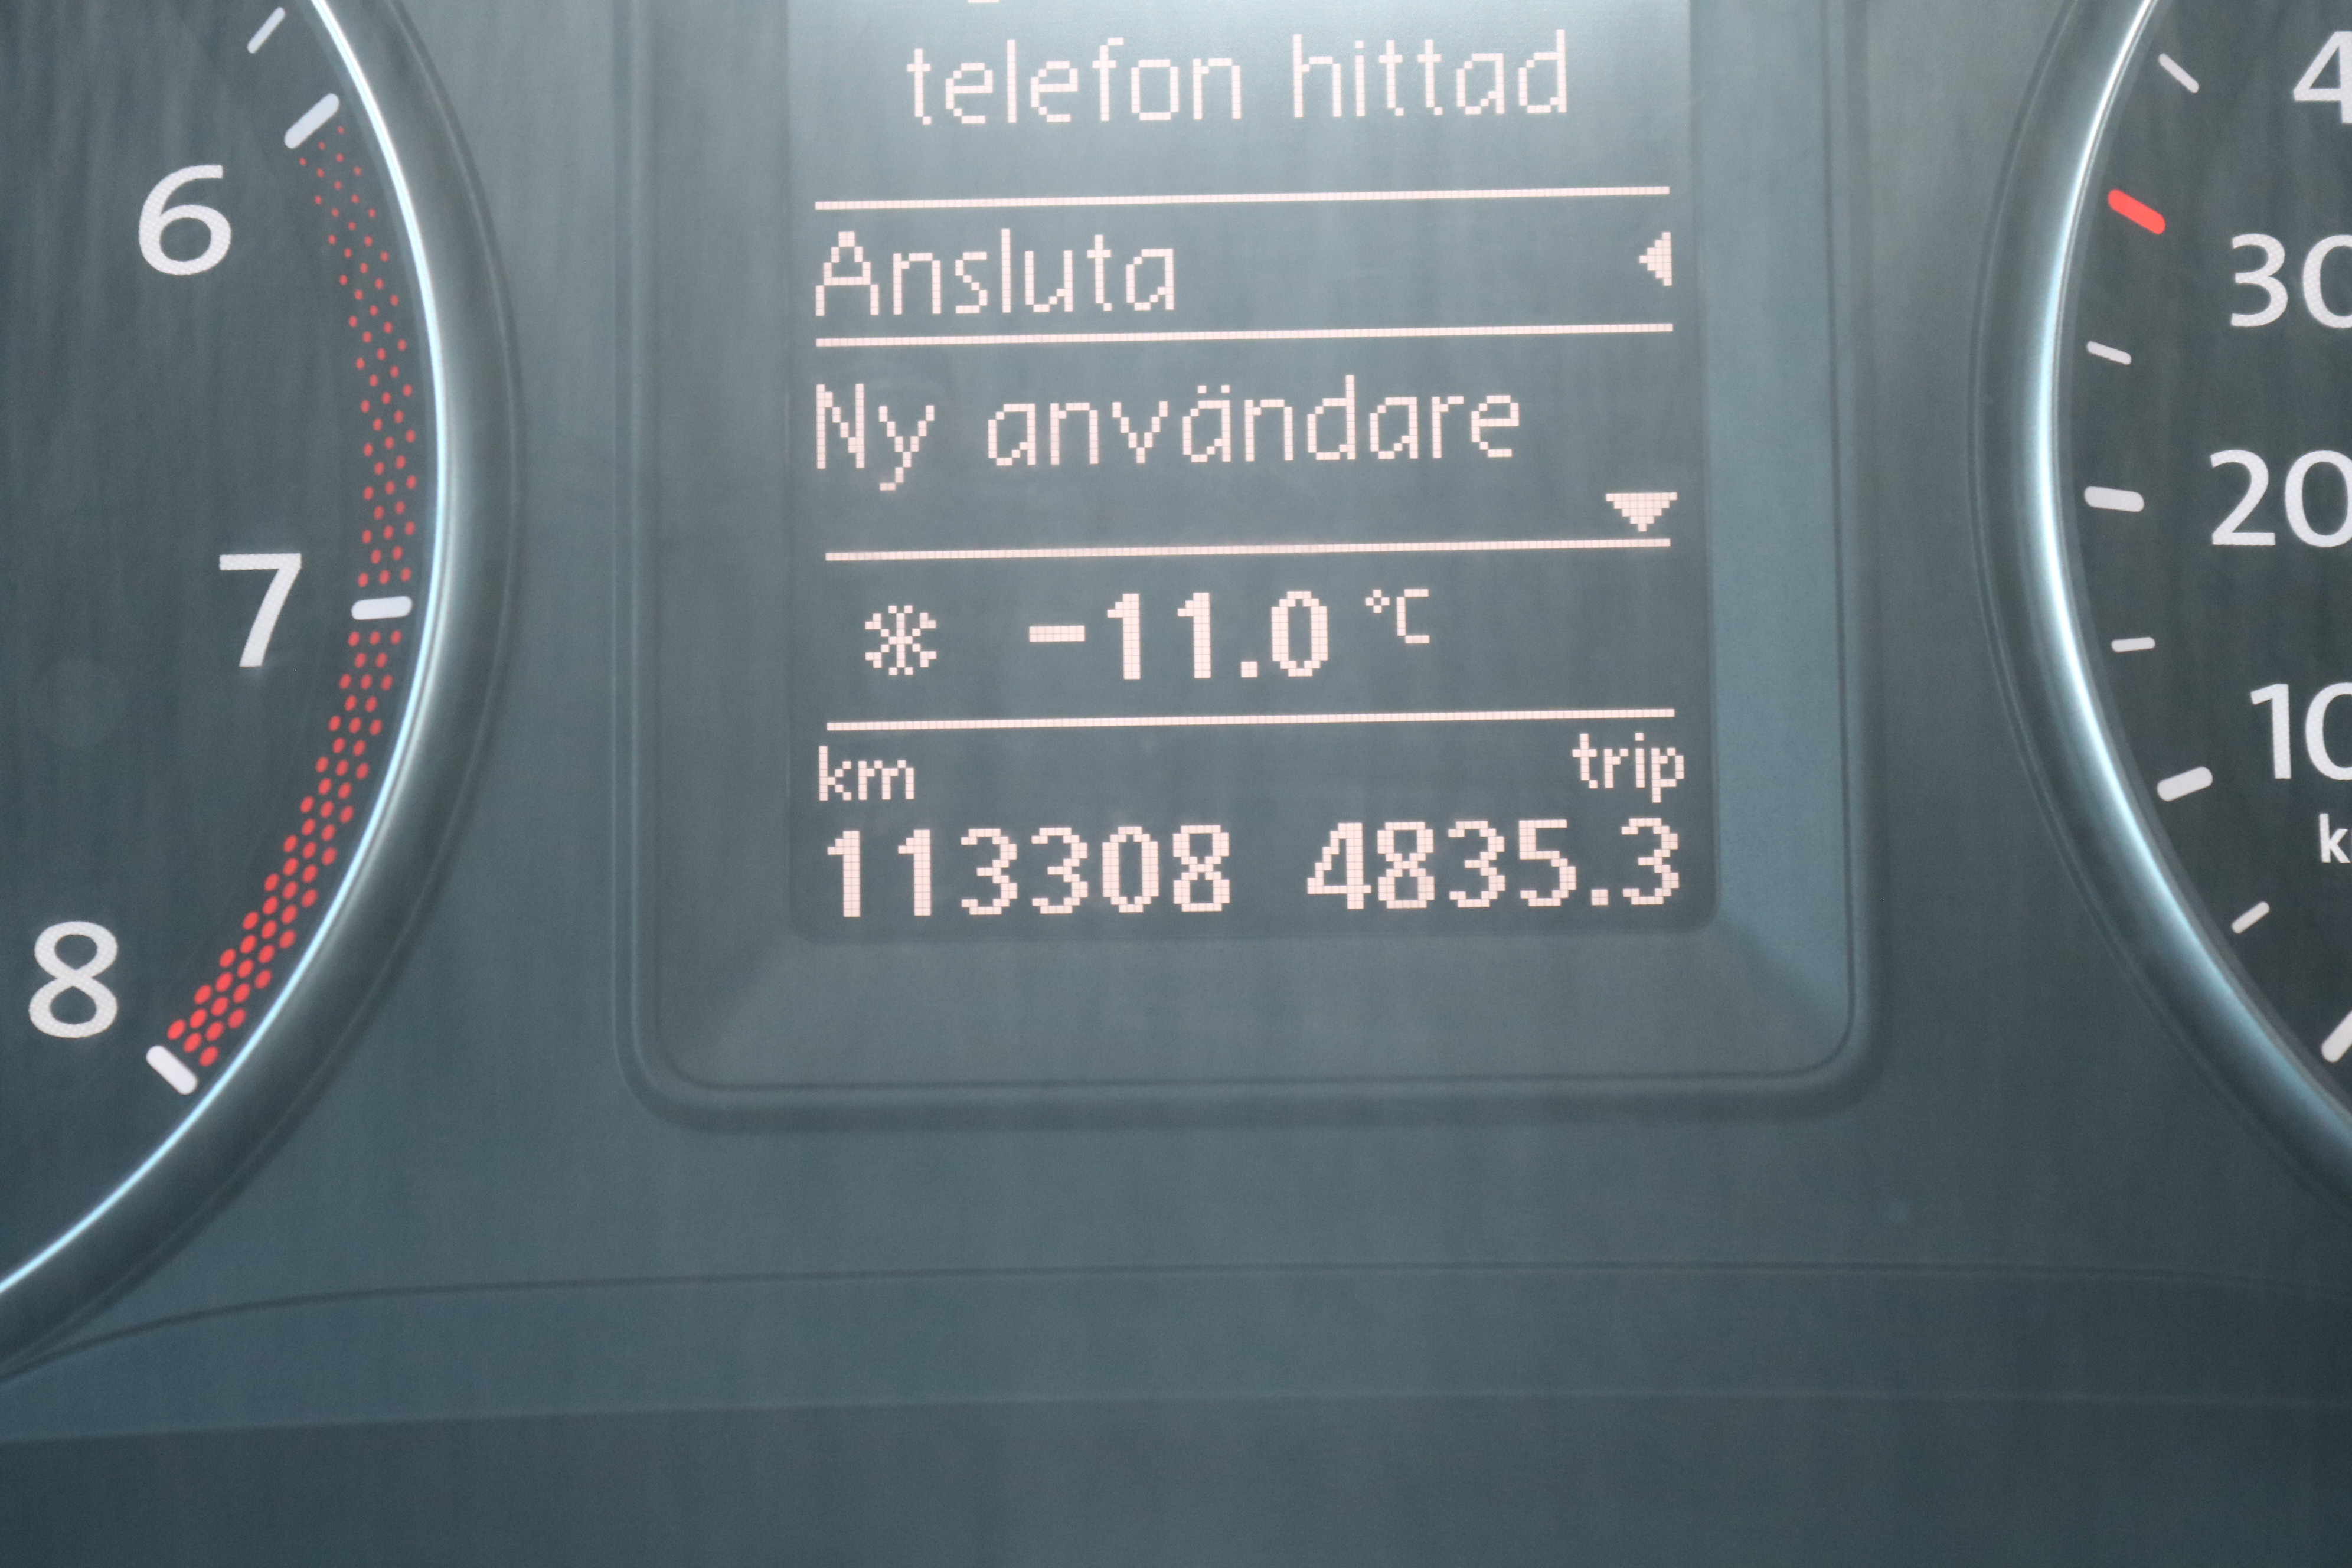 telefon hittad
Ansluta
Ny användare
-11.0 °C
km trip
113308 4835.3
6
7
8
30
20
10